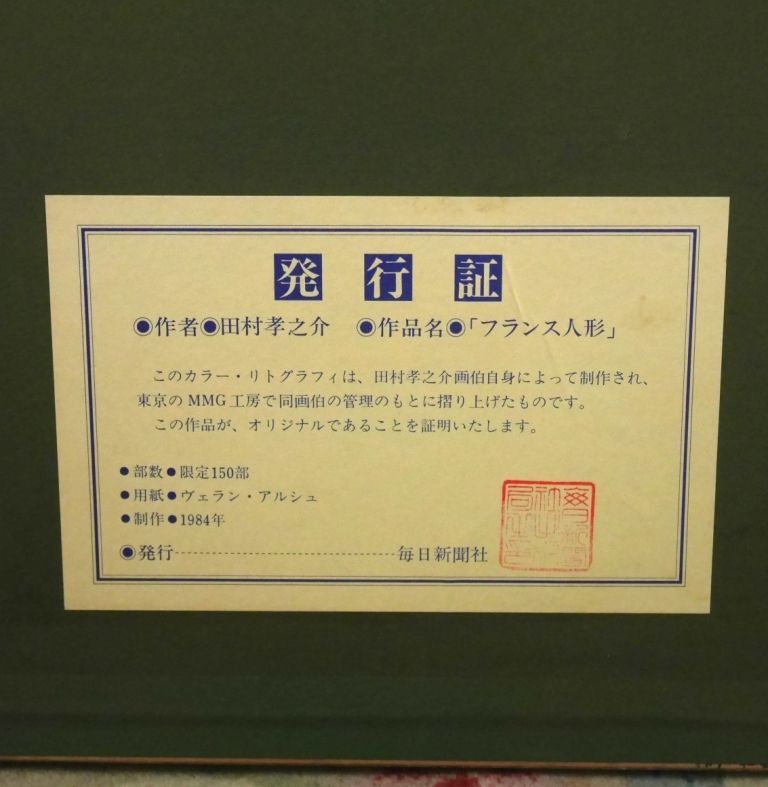 発行証
◉作者◉田村孝之介 ◉作品名◉「フランス人形」
このカラー・リトグラフィは、田村孝之介画伯自身によって制作され、
東京のMMG工房で同画伯の管理のもとに摺り上げたものです。
この作品が、オリジナルであることを証明いたします。
●部数●限定150部
●用紙●ヴェラン・アルシュ
●制作●1984年
◉発行--------------------------------毎日新聞社